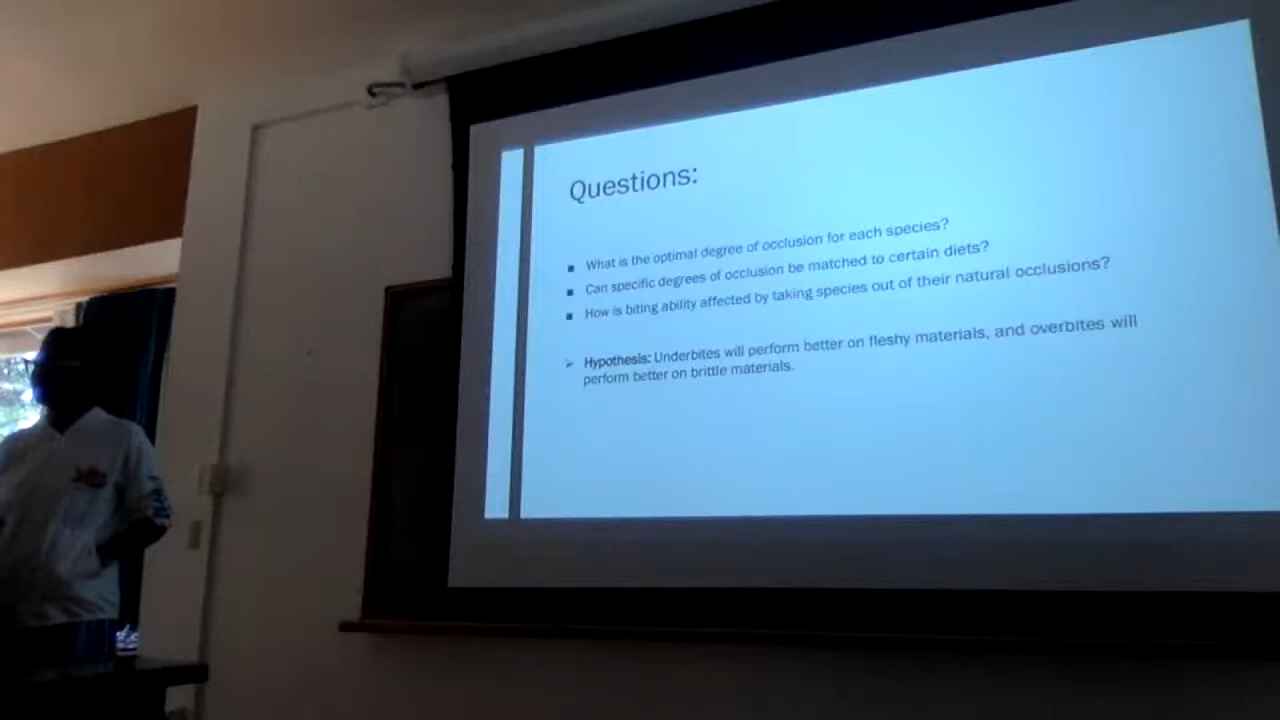 Questions:
What is the optimal degree of occlusion for each species?
Can specific degrees of occlusion be matched to certain diets?
How is biting ability affected by taking species out of their natural occlusions?
Hypothesis: Underbites will perform better on fleshy materials, and overbites will
perform better on brittle materials.